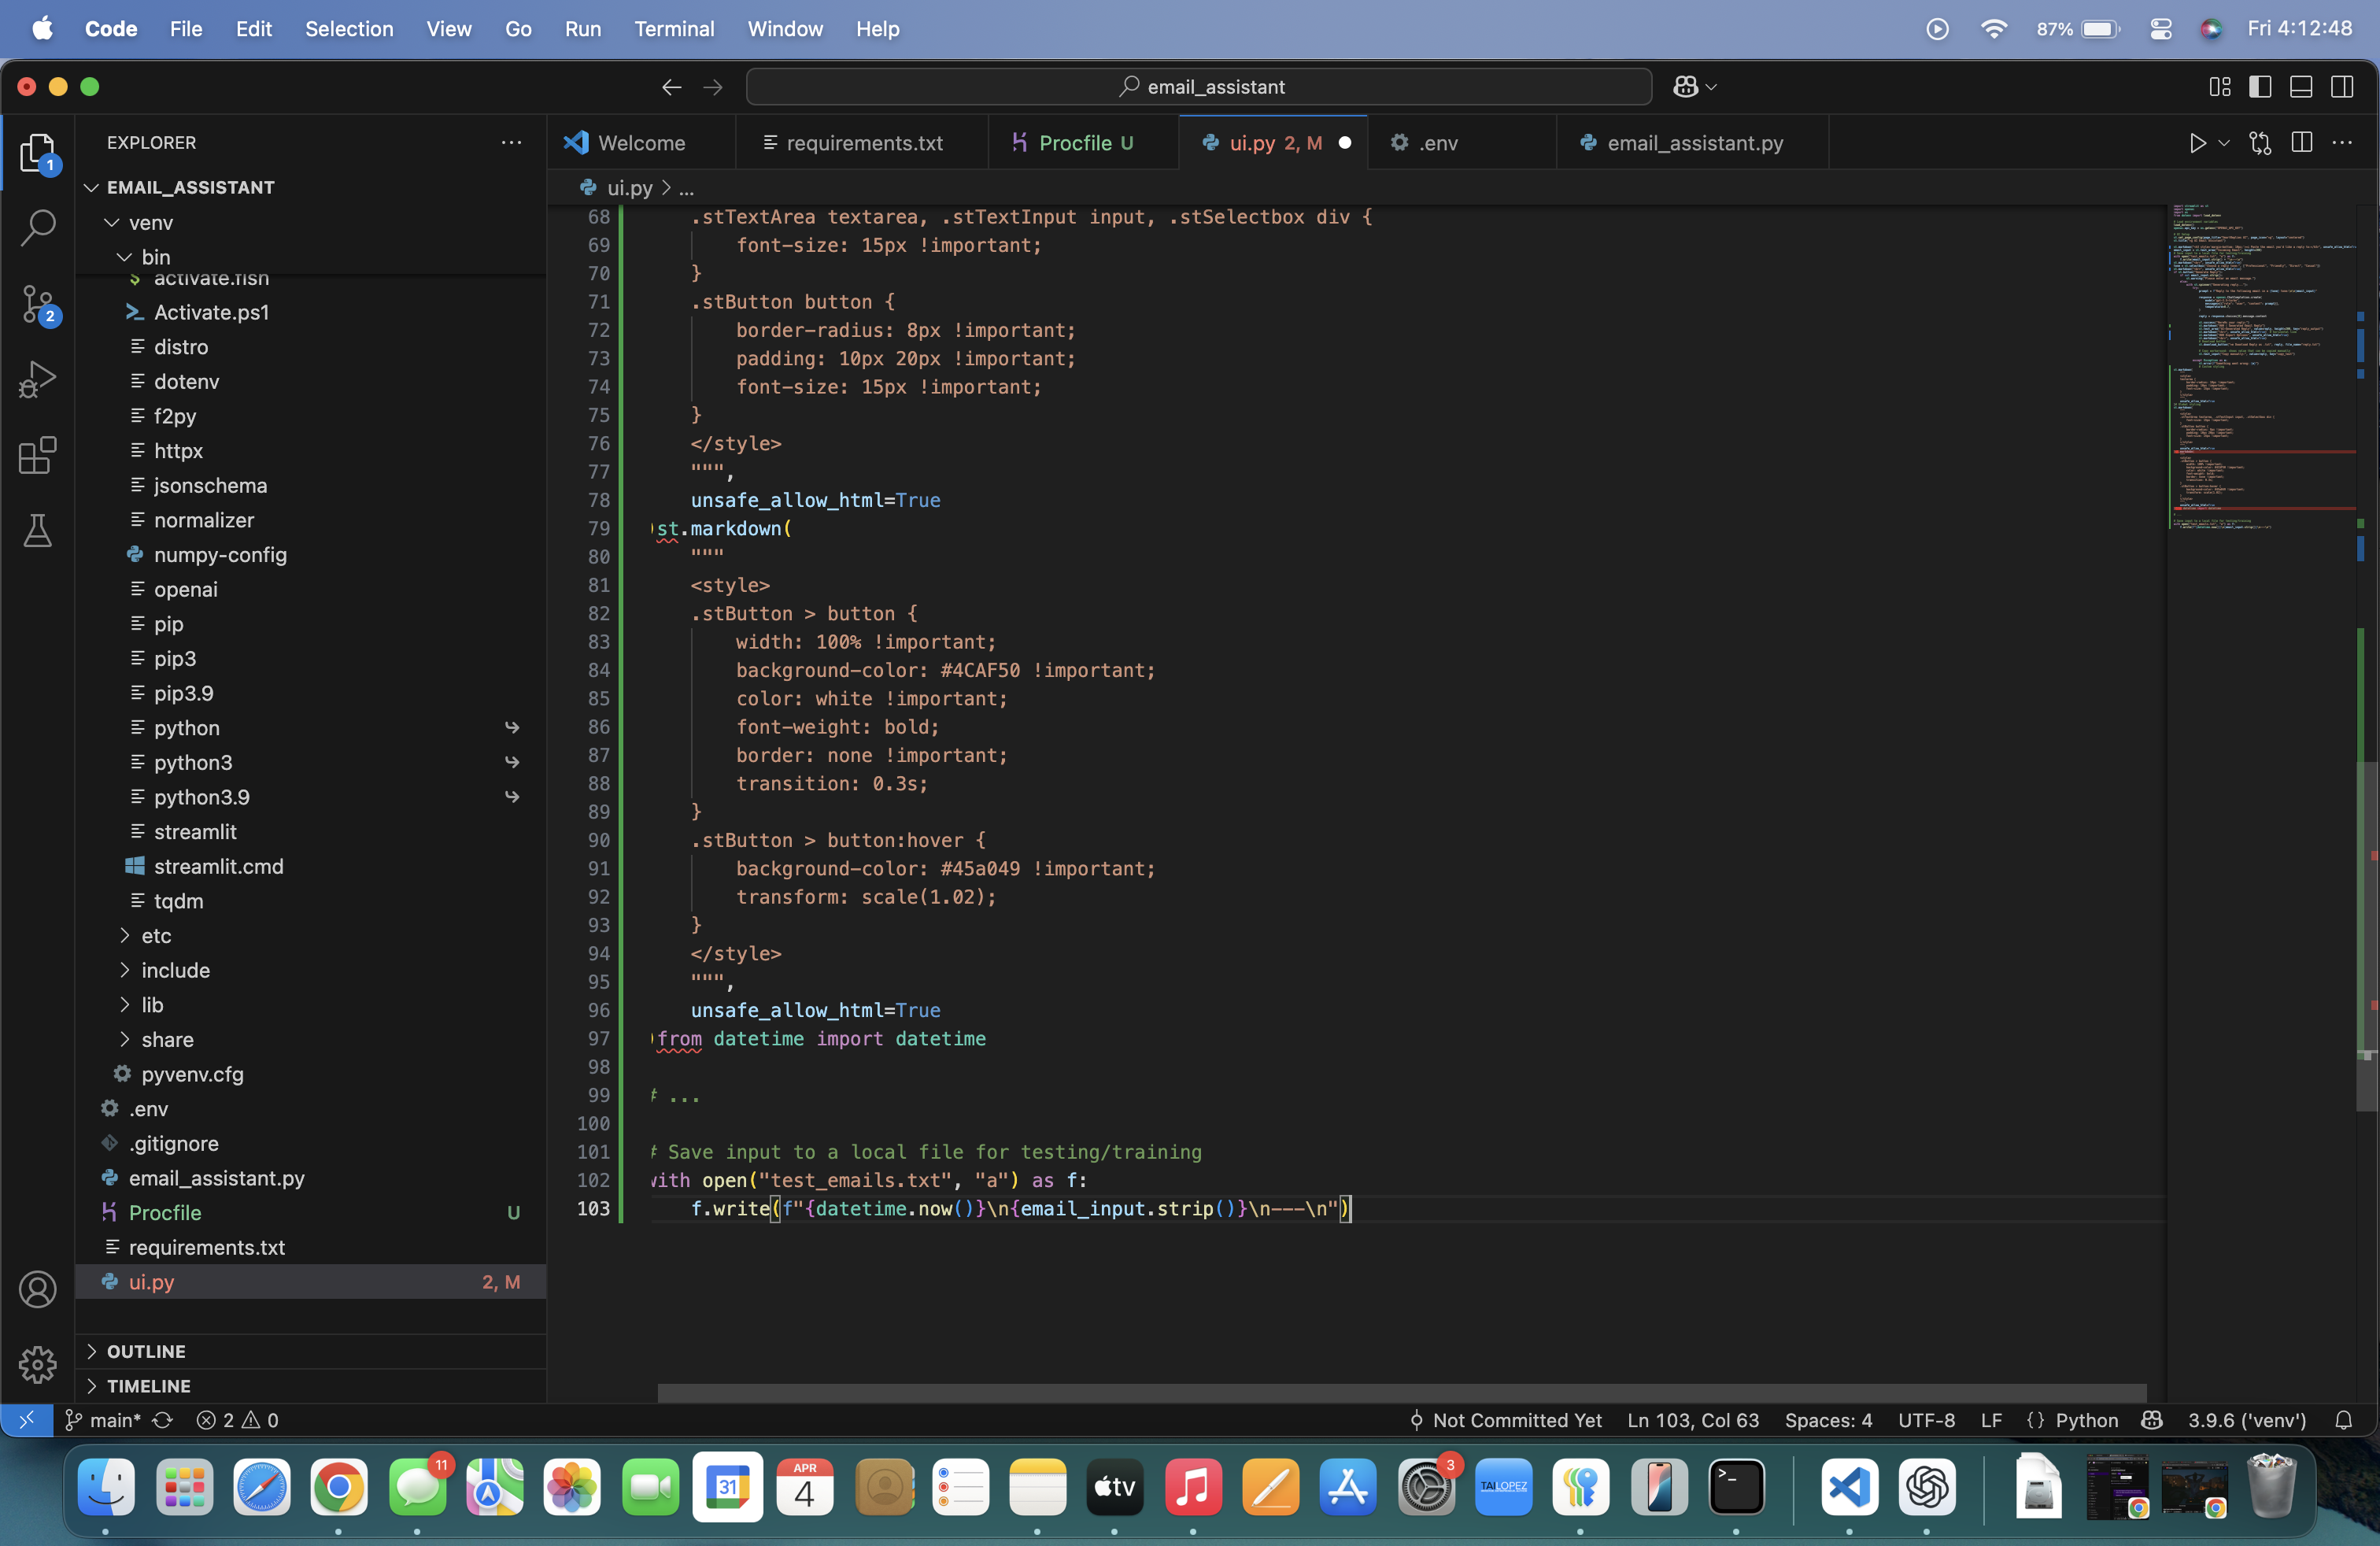 Code File Edit Selection View Go Run Terminal Window Help 87% Fri 4:12:48
email_assistant
EXPLORER
Welcome requirements.txt Procfile U ui.py 2, M .env email_assistant.py
ui.py > ...
1
2
EMAIL_ASSISTANT
venv
bin
activate.fish
Activate.ps1
distro
dotenv
f2py
httpx
jsonschema
normalizer
numpy-config
openai
pip
pip3
pip3.9
python
python3
python3.9
streamlit
streamlit.cmd
tqdm
etc
include
lib
share
pyvenv.cfg
.env
.gitignore
email_assistant.py
Procfile U
requirements.txt
ui.py 2, M
OUTLINE
TIMELINE
68 .stTextArea textarea, .stTextInput input, .stSelectbox div {
69 font-size: 15px !important;
70 }
71 .stButton button {
72 border-radius: 8px !important;
73 padding: 10px 20px !important;
74 font-size: 15px !important;
75 }
76 </style>
77 """,
78 unsafe_allow_html=True
79 )st.markdown(
80 """
81 <style>
82 .stButton > button {
83 width: 100% !important;
84 background-color: #4CAF50 !important;
85 color: white !important;
86 font-weight: bold;
87 border: none !important;
88 transition: 0.3s;
89 }
90 .stButton > button:hover {
91 background-color: #45a049 !important;
92 transform: scale(1.02);
93 }
94 </style>
95 """,
96 unsafe_allow_html=True
97 )from datetime import datetime
98
99 # ...
100
101 # Save input to a local file for testing/training
102 with open("test_emails.txt", "a") as f:
103 f.write(f"{datetime.now()}\n{email_input.strip()}\n---\n")
main* 2 0 Not Committed Yet Ln 103, Col 63 Spaces: 4 UTF-8 LF {} Python 3.9.6 ('venv')
11 31 APR 4 tv 3 TAI LOPEZ >_